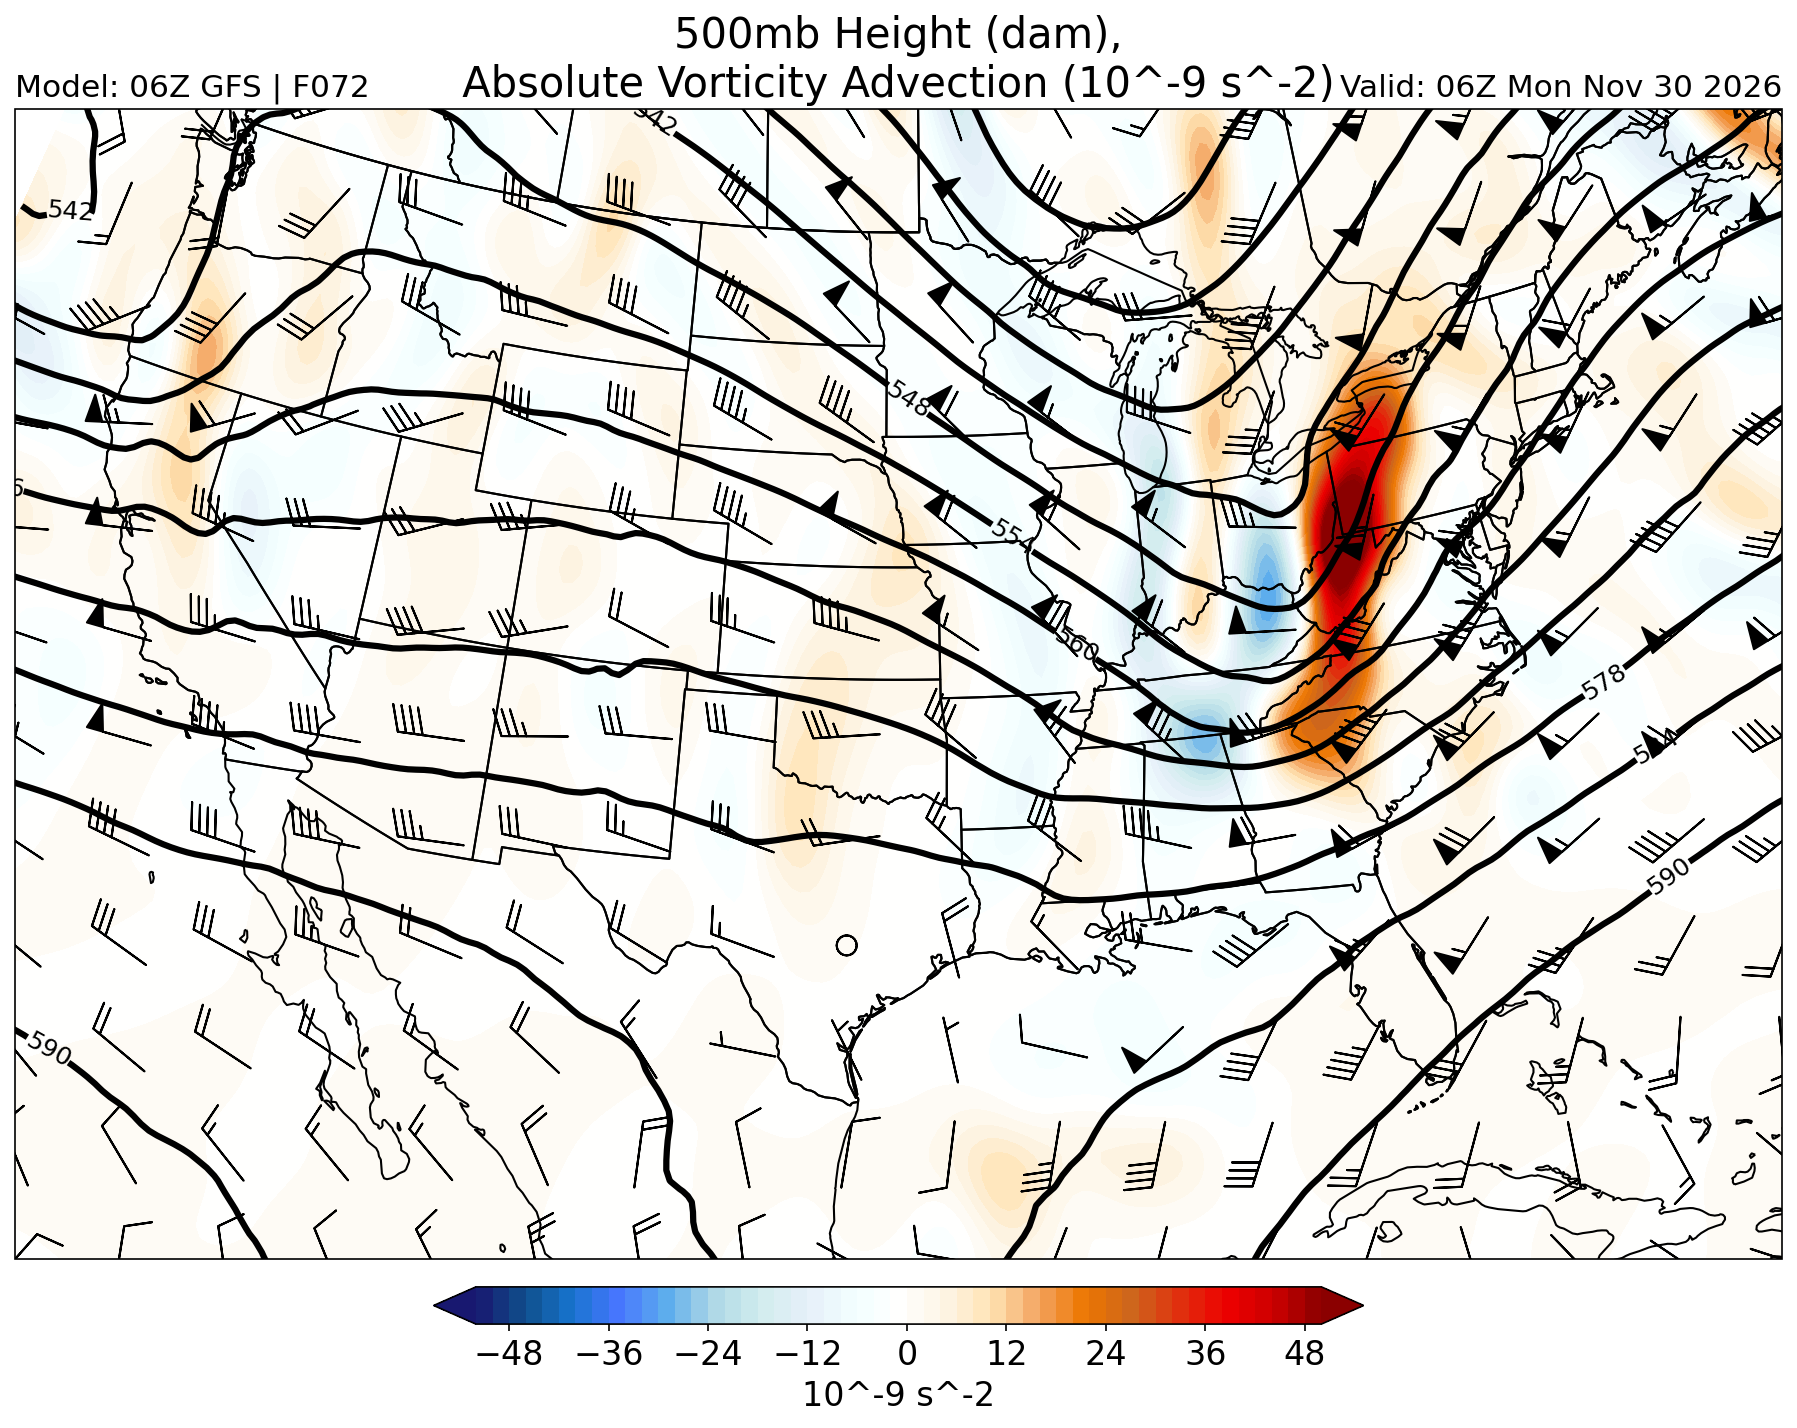 500mb Height (dam),
Model: 06Z GFS | F072
Absolute Vorticity Advection (10^-9 s^-2)
Valid: 06Z Mon Nov 30 2026
542
542
548
6
554
560
578
584
590
590
−48 −36 −24 −12 0 12 24 36 48
10^-9 s^-2